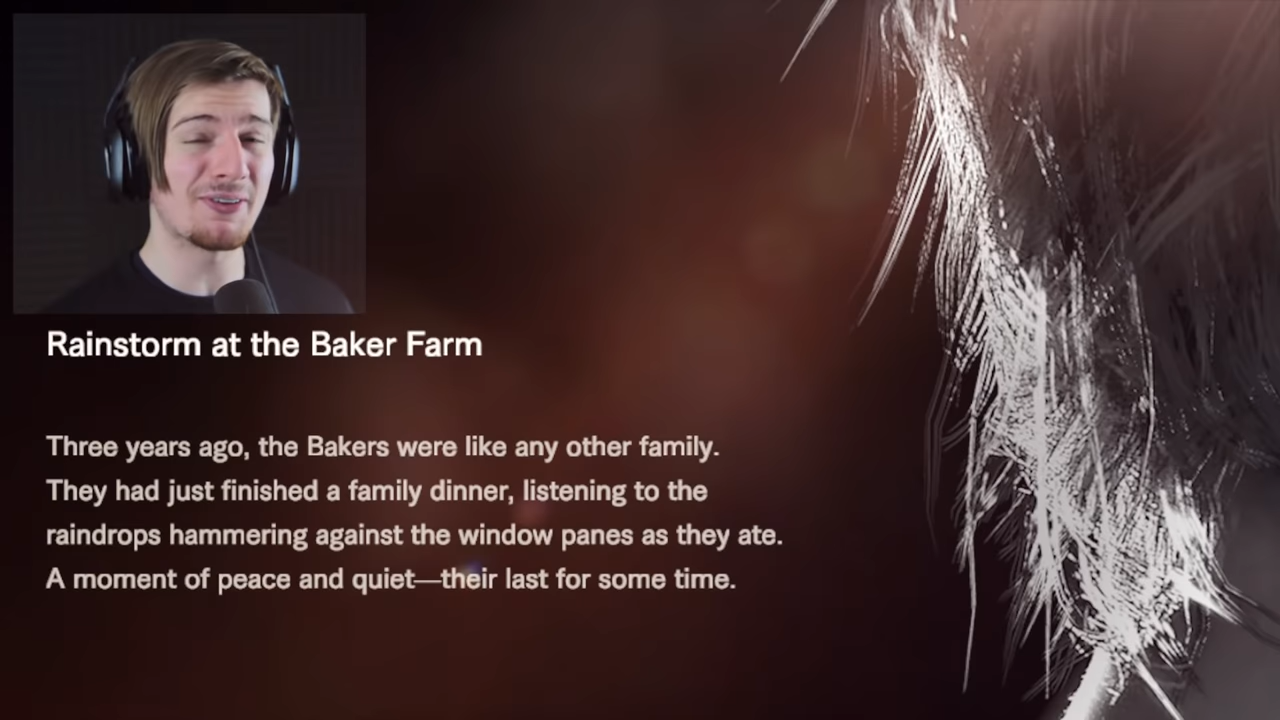 Rainstorm at the Baker Farm
Three years ago, the Bakers were like any other family.
They had just finished a family dinner, listening to the
raindrops hammering against the window panes as they ate.
A moment of peace and quiet—their last for some time.